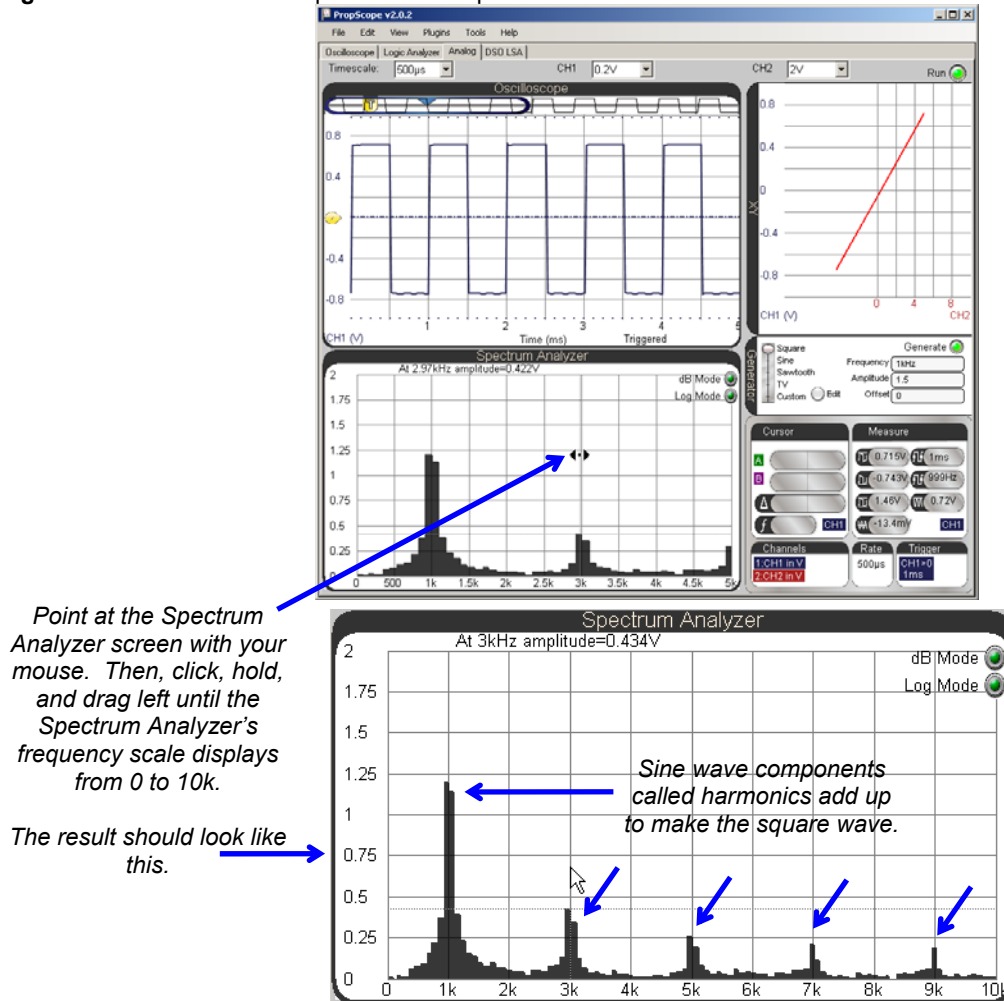 PropScope v2.0.2
File Edit View Plugins Tools Help
Oscilloscope Logic Analyzer Analog DSO LSA
Timescale: 500µs CH1 0.2V CH2 2V Run
Oscilloscope
0.8
0.4
-0.4
-0.8
1 2 3 4 5
CH1 (V) Time (ms) Triggered
XY
0.8
0.4
0
-0.4
-0.8
0 4 8
CH1 (V) CH2
Spectrum Analyzer
At 2.97kHz amplitude=0.422V
dB Mode
Log Mode
2
1.75
1.5
1.25
1
0.75
0.5
0.25
0 500 1k 1.5k 2k 2.5k 3k 3.5k 4k 4.5k 5k
Generator
Square
Sine
Sawtooth
TV
Custom Edit
Generate
Frequency 1kHz
Amplitude 1.5
Offset 0
Cursor
A
B
Δ
f CH1
Measure
0.715V 1ms
-0.743V 999Hz
1.46V 0.72V
-13.4mV CH1
Channels
1.CH1 in V
2.CH2 in V
Rate
500µs
Trigger
CH1>0
1ms
Point at the Spectrum
Analyzer screen with your
mouse. Then, click, hold,
and drag left until the
Spectrum Analyzer's
frequency scale displays
from 0 to 10k.
The result should look like
this.
Spectrum Analyzer
At 3kHz amplitude=0.434V
dB Mode
Log Mode
2
1.75
1.5
1.25
1
0.75
0.5
0.25
0
0 1k 2k 3k 4k 5k 6k 7k 8k 9k
Sine wave components
called harmonics add up
to make the square wave.